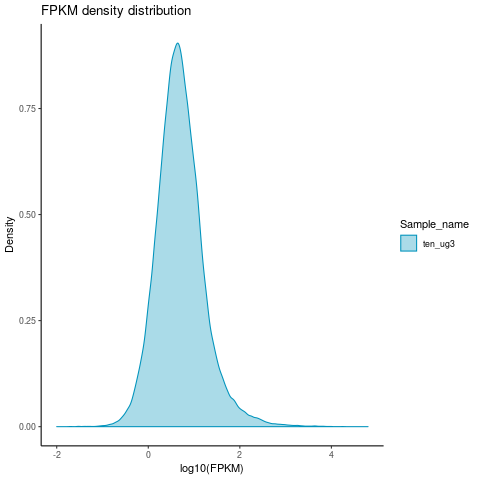 FPKM density distribution
0.75
0.50
0.25
0.00
Density
-2 0 2 4
log10(FPKM)
Sample_name
ten_ug3